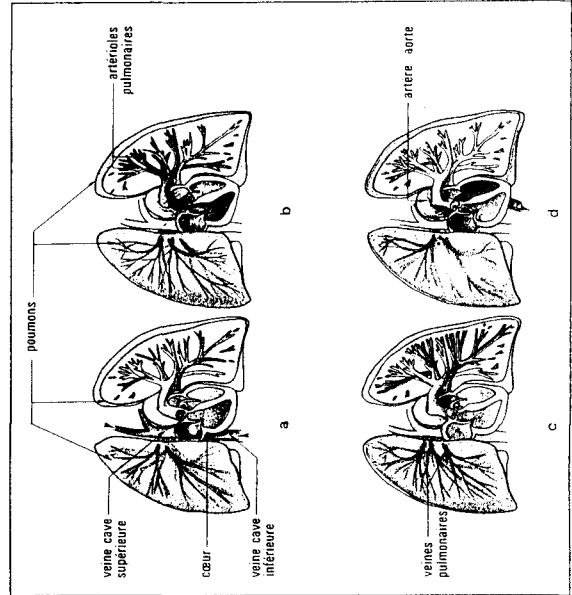 poumons
veine cave
supérieure
cœur
veine cave
inférieure
artérioles
pulmonaires
a
b
veines
pulmonaires
artère aorte
c
d